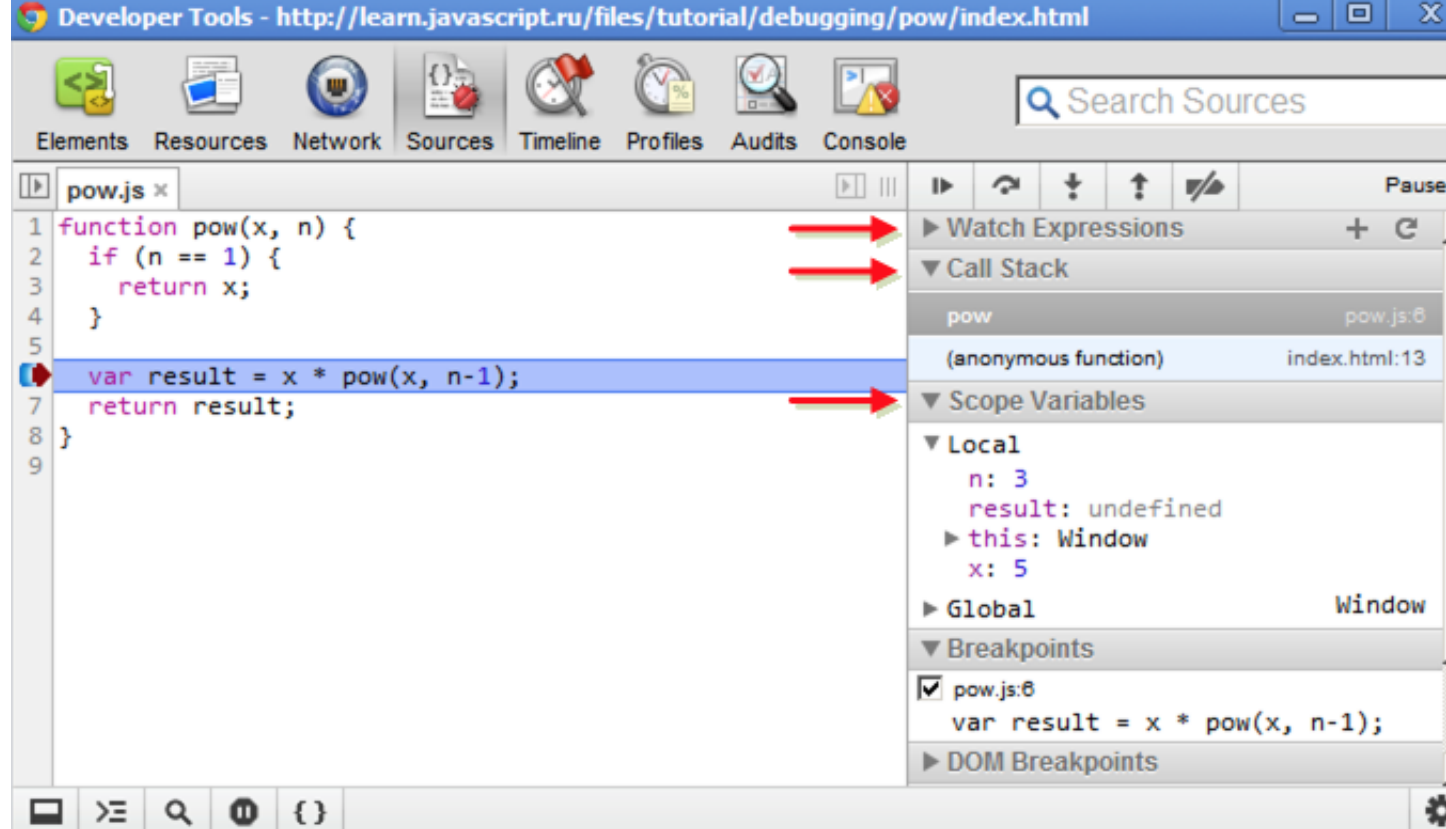 Developer Tools - http://learn.javascript.ru/files/tutorial/debugging/pow/index.html
Elements Resources Network Sources Timeline Profiles Audits Console
Search Sources
pow.js ×
Pause
1 function pow(x, n) {
2 if (n == 1) {
3 return x;
4 }
5
var result = x * pow(x, n-1);
7 return result;
8 }
9
Watch Expressions
Call Stack
pow pow.js:6
(anonymous function) index.html:13
Scope Variables
Local
n: 3
result: undefined
this: Window
x: 5
Global Window
Breakpoints
pow.js:6
var result = x * pow(x, n-1);
DOM Breakpoints